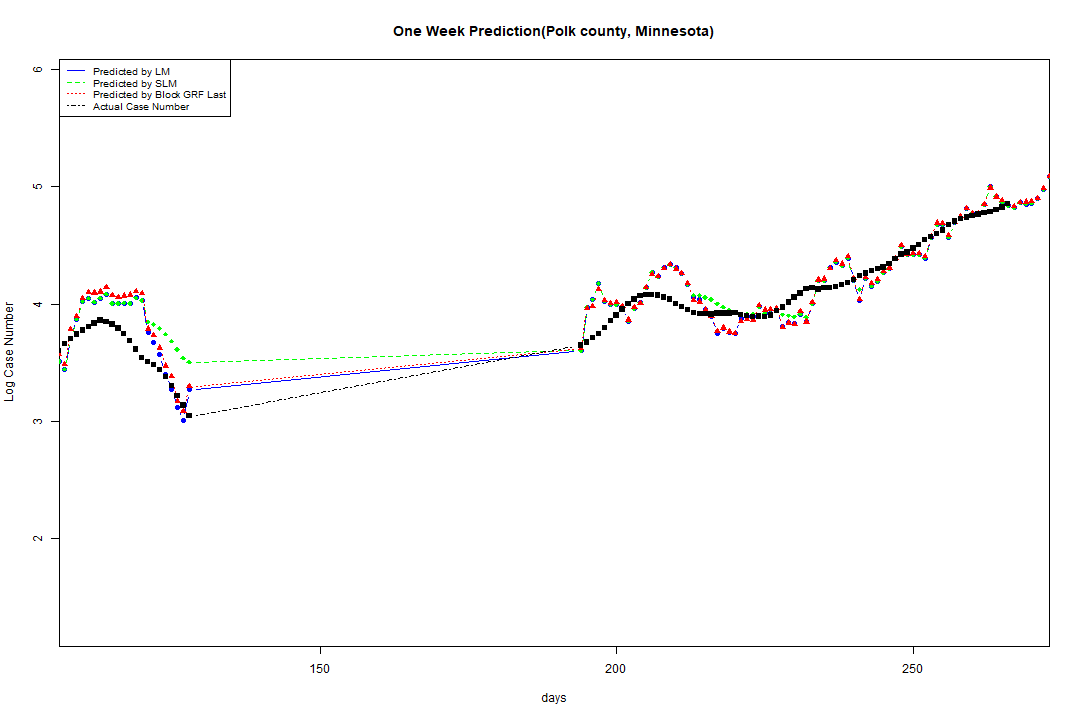 One Week Prediction(Polk county, Minnesota)
Predicted by LM
Predicted by SLM
Predicted by Block GRF Last
Actual Case Number
6
5
4
3
2
Log Case Number
150
200
250
days